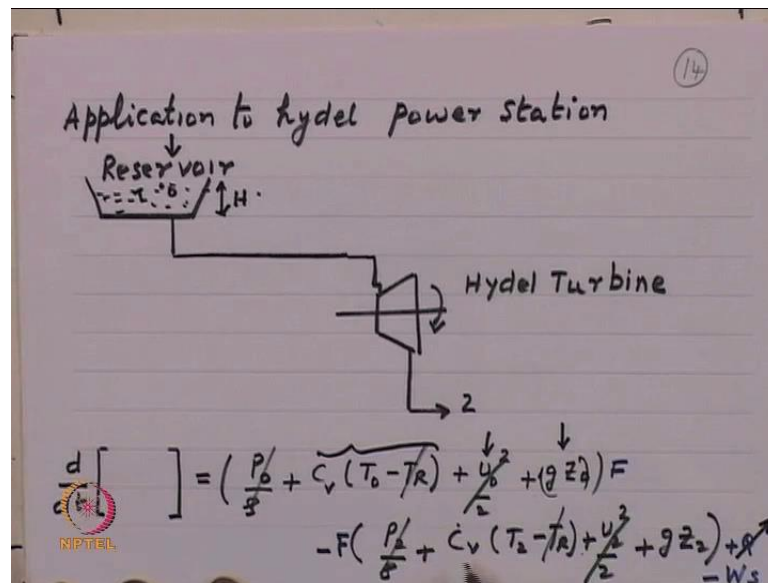 14
Application to hydel power station
Reservoir
H
Hydel Turbine
2
d/dt [ ] = ( P0/ρ + Cv (T0 - TR) + u0²/2 + (g Z0) F
- F ( P2/ρ + Cv (T2 - TR) + u2²/2 + g Z2 ) + q
- Ws
NPTEL